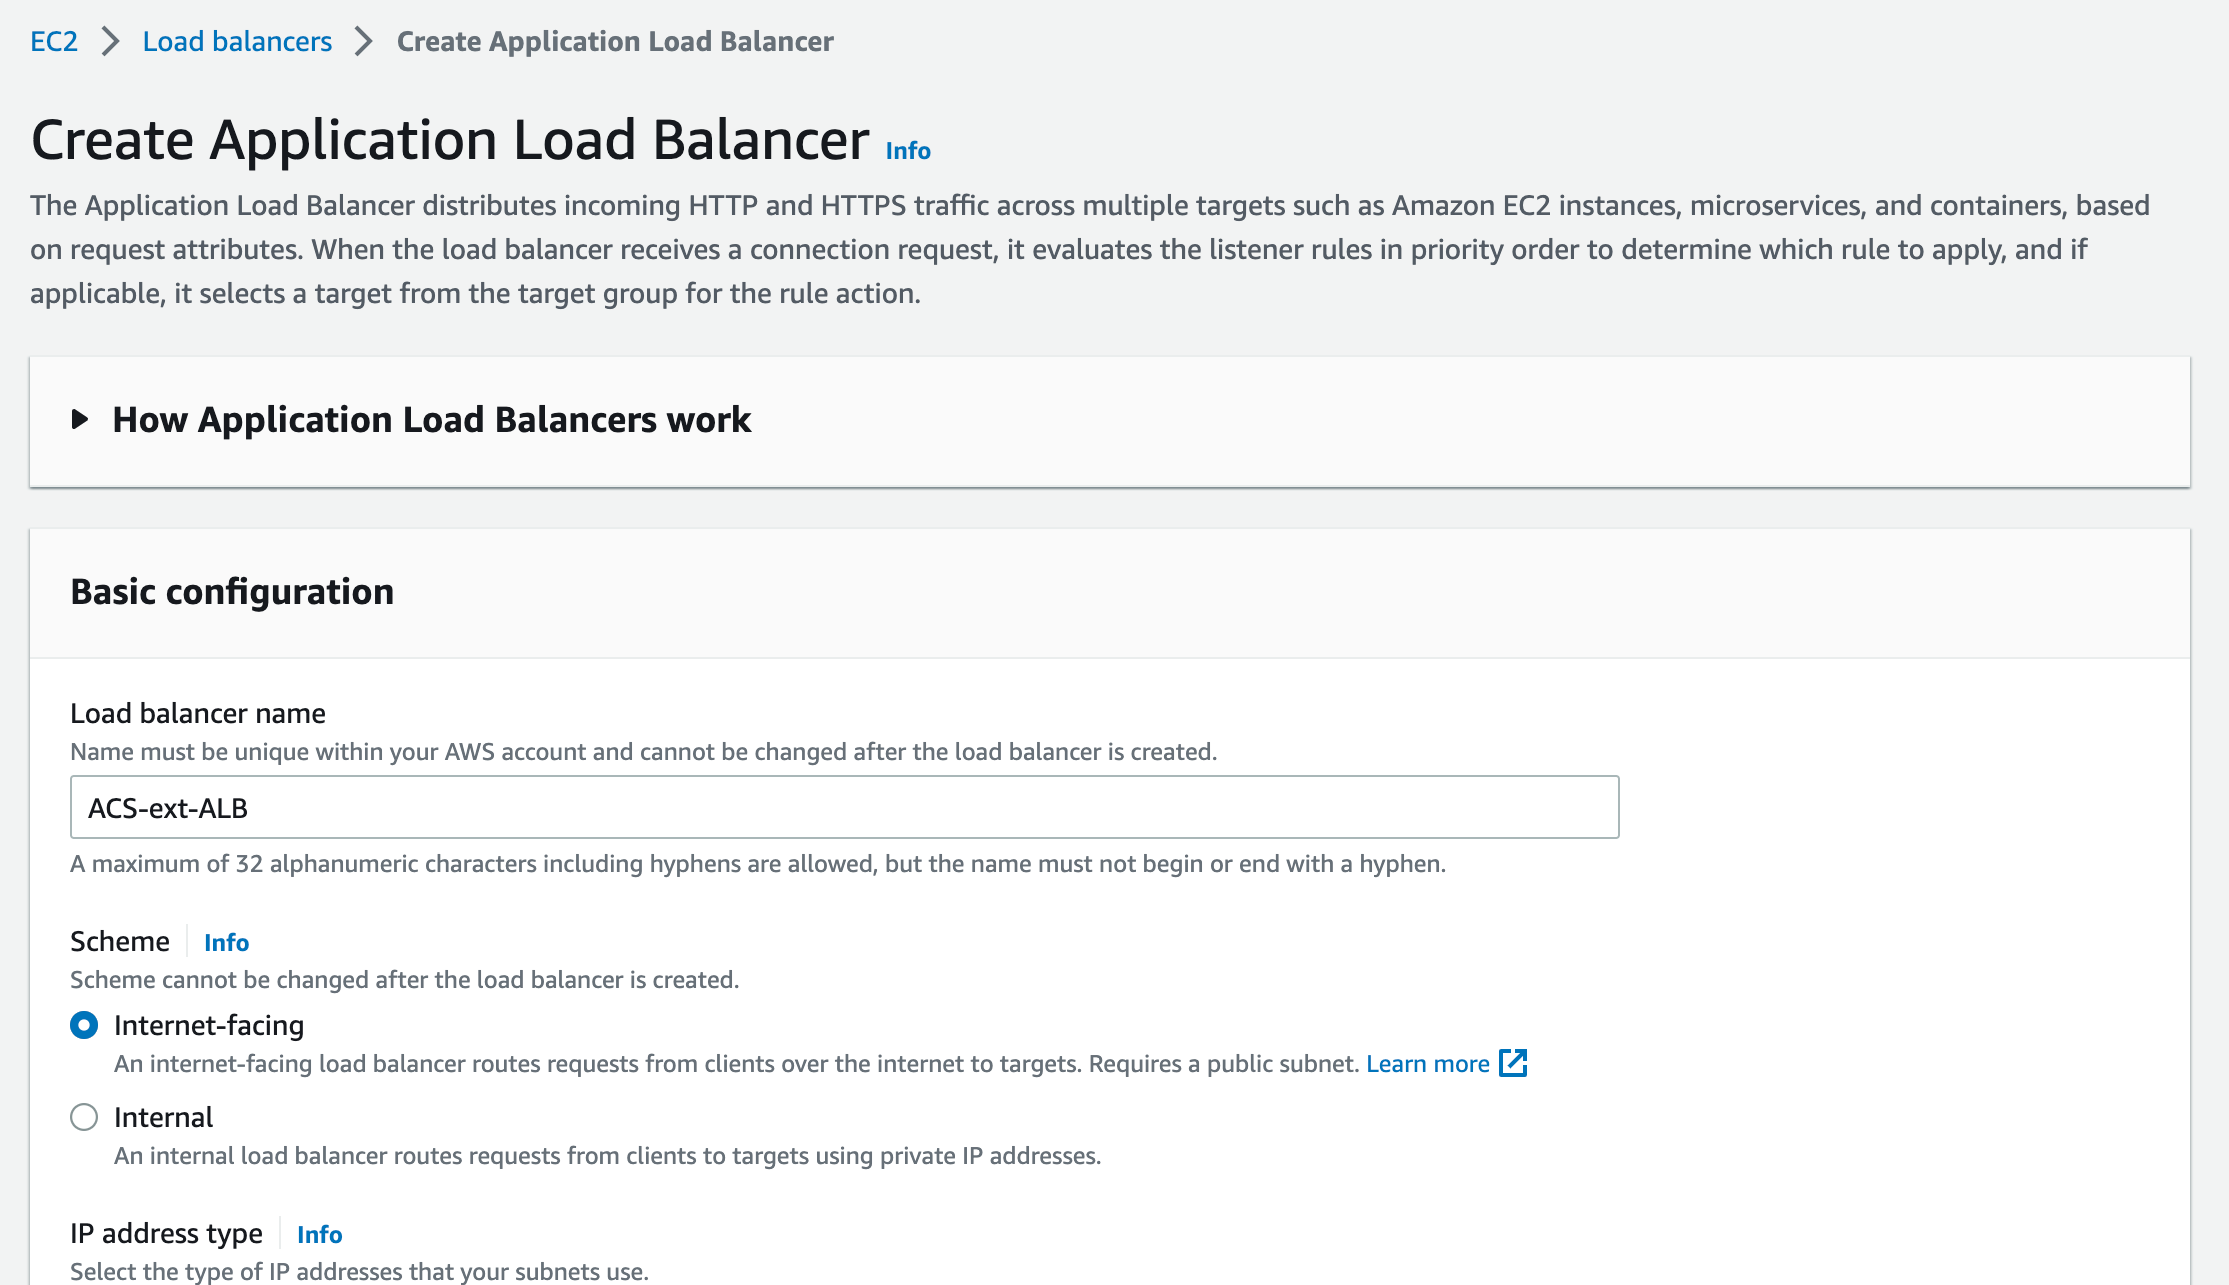 EC2 > Load balancers > Create Application Load Balancer
Create Application Load Balancer Info
The Application Load Balancer distributes incoming HTTP and HTTPS traffic across multiple targets such as Amazon EC2 instances, microservices, and containers, based
on request attributes. When the load balancer receives a connection request, it evaluates the listener rules in priority order to determine which rule to apply, and if
applicable, it selects a target from the target group for the rule action.
How Application Load Balancers work
Basic configuration
Load balancer name
Name must be unique within your AWS account and cannot be changed after the load balancer is created.
ACS-ext-ALB
A maximum of 32 alphanumeric characters including hyphens are allowed, but the name must not begin or end with a hyphen.
Scheme Info
Scheme cannot be changed after the load balancer is created.
Internet-facing
An internet-facing load balancer routes requests from clients over the internet to targets. Requires a public subnet. Learn more
Internal
An internal load balancer routes requests from clients to targets using private IP addresses.
IP address type Info
Select the type of IP addresses that your subnets use.